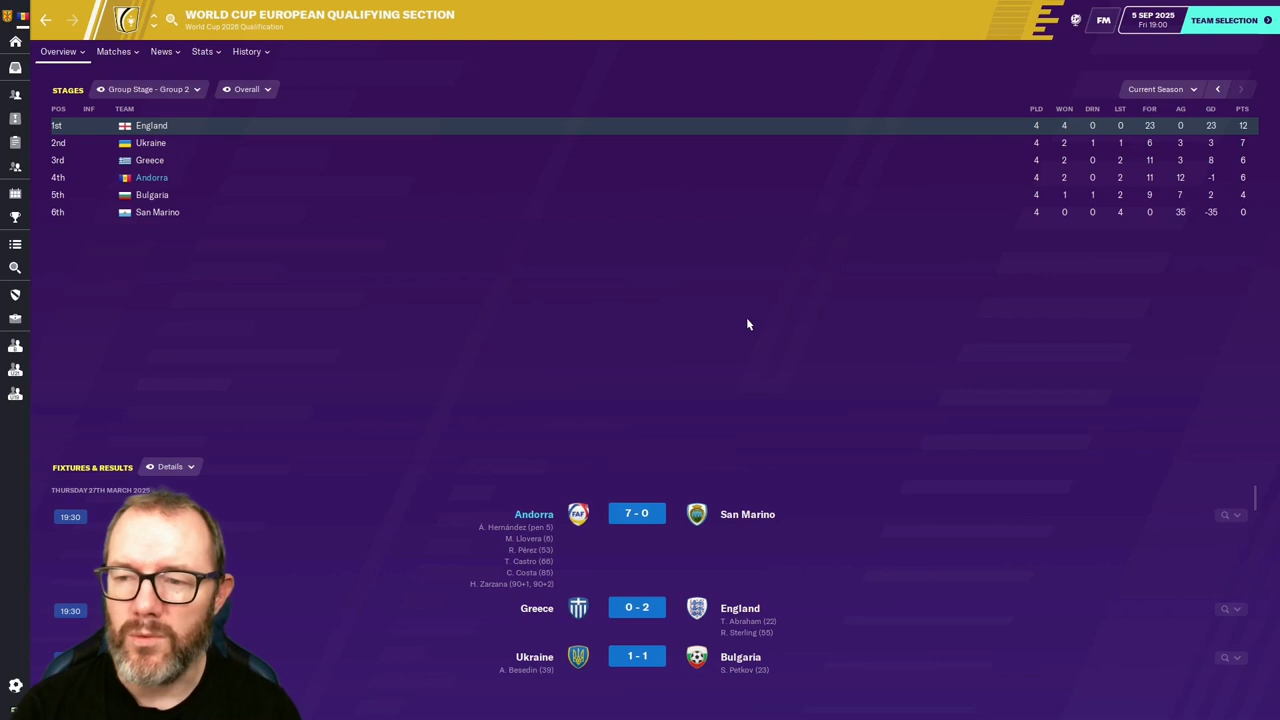 WORLD CUP EUROPEAN QUALIFYING SECTION
World Cup 2026 Qualification
FM
5 SEP 2025
Fri 19:00
TEAM SELECTION
Overview Matches News Stats History
STAGES Group Stage - Group 2 Overall Current Season
POS INF TEAM PLD WON DRN LST FOR AG GD PTS
1st England 4 4 0 0 23 0 23 12
2nd Ukraine 4 2 1 1 6 3 3 7
3rd Greece 4 2 0 2 11 3 8 6
4th Andorra 4 2 0 2 11 12 -1 6
5th Bulgaria 4 1 1 2 9 7 2 4
6th San Marino 4 0 0 4 0 35 -35 0
FIXTURES & RESULTS Details
THURSDAY 27TH MARCH 2025
19:30 Andorra FAF 7 - 0 San Marino
A. Hernández (pen 5)
M. Llovera (6)
R. Pérez (53)
T. Castro (66)
C. Costa (85)
H. Zarzana (90+1, 90+2)
19:30 Greece 0 - 2 England
T. Abraham (22)
R. Sterling (55)
Ukraine 1 - 1 Bulgaria
A. Besedin (39) S. Petkov (23)